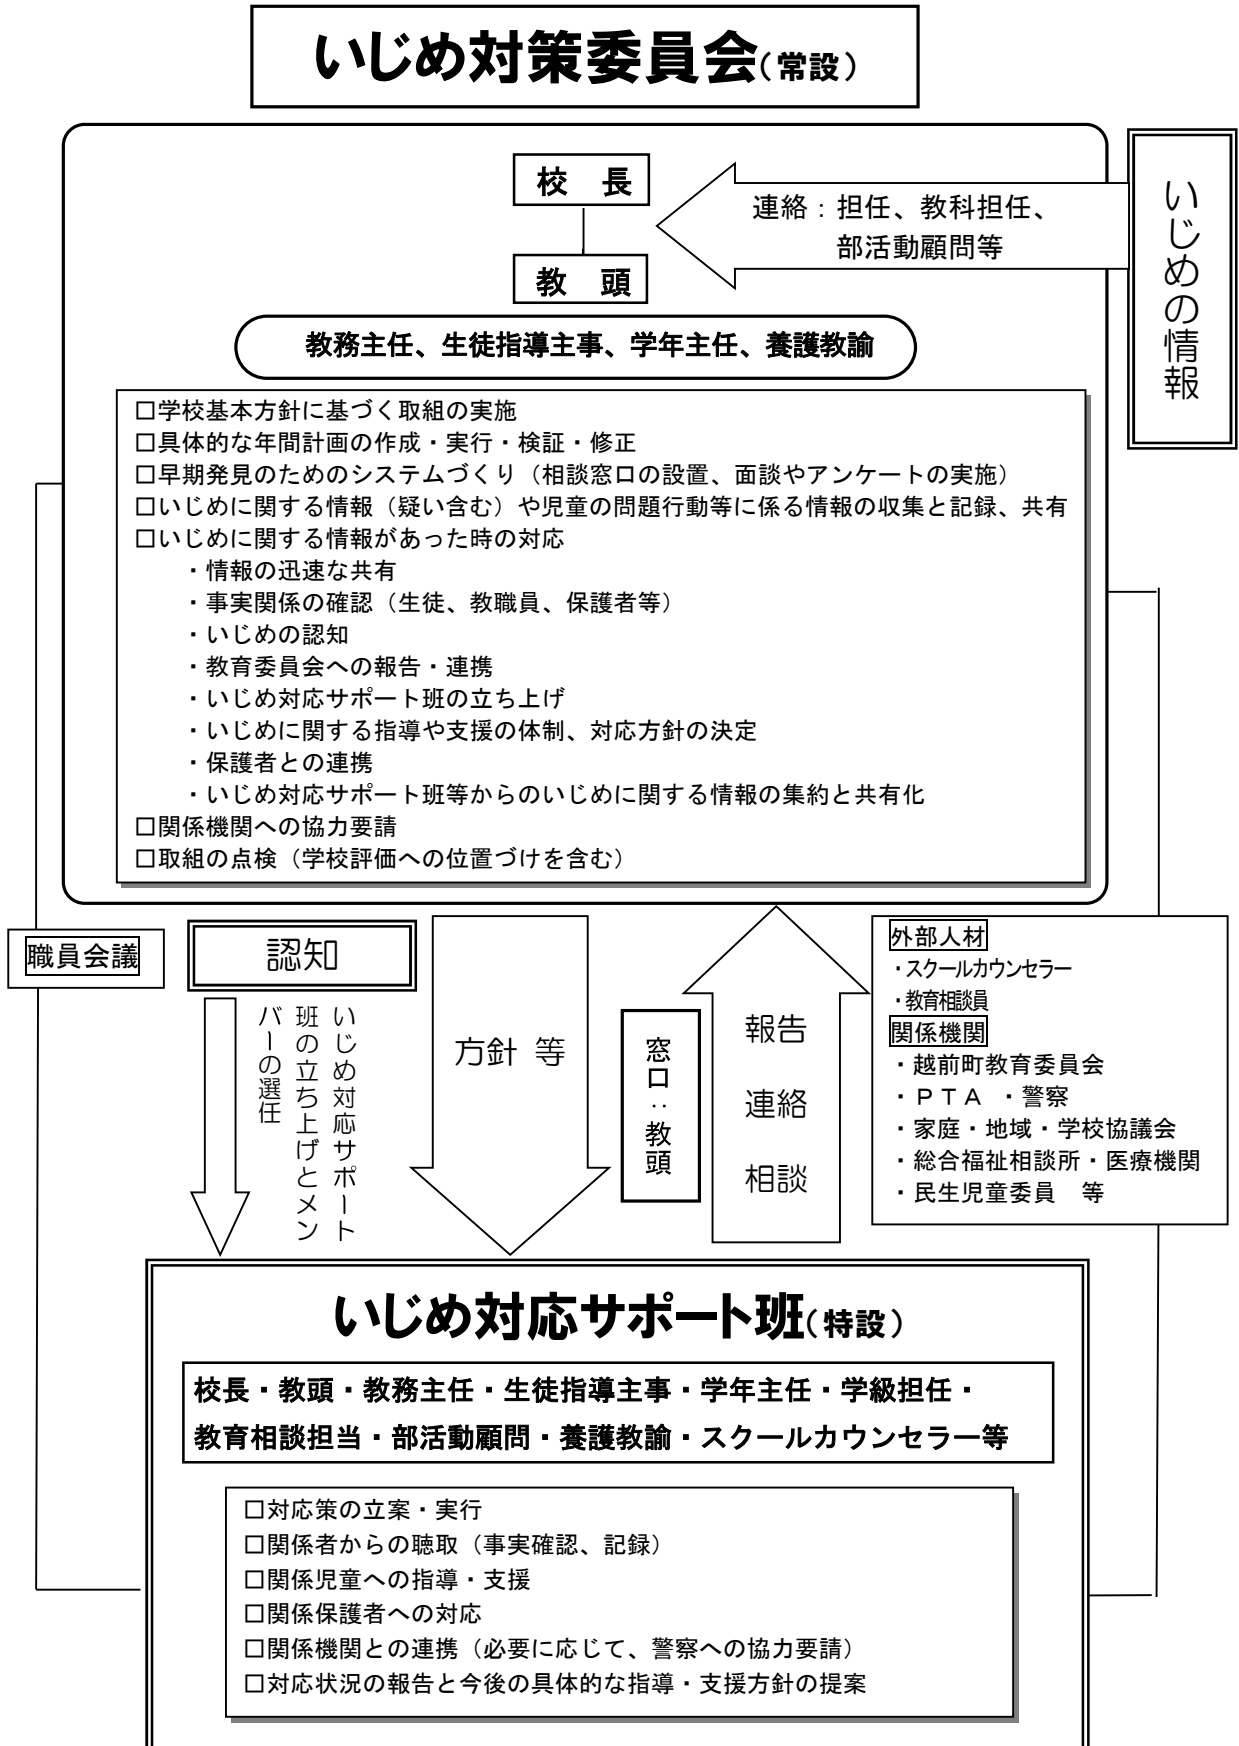 いじめ対策委員会（常設）
校　長
連絡：担任、教科担任、
部活動顧問等
いじめの情報
教　頭
教務主任、生徒指導主事、学年主任、養護教諭
□学校基本方針に基づく取組の実施
□具体的な年間計画の作成・実行・検証・修正
□早期発見のためのシステムづくり（相談窓口の設置、面談やアンケートの実施）
□いじめに関する情報（疑い含む）や児童の問題行動等に係る情報の収集と記録、共有
□いじめに関する情報があった時の対応
・情報の迅速な共有
・事実関係の確認（生徒、教職員、保護者等）
・いじめの認知
・教育委員会への報告・連携
・いじめ対応サポート班の立ち上げ
・いじめに関する指導や支援の体制、対応方針の決定
・保護者との連携
・いじめ対応サポート班等からのいじめに関する情報の集約と共有化
□関係機関への協力要請
□取組の点検（学校評価への位置づけを含む）
職員会議
認知
いじめ対応サポート
班の立ち上げとメン
バーの選任
方針 等
窓口：教頭
報告
連絡
相談
外部人材
・スクールカウンセラー
・教育相談員
関係機関
・越前町教育委員会
・ＰＴＡ　・警察
・家庭・地域・学校協議会
・総合福祉相談所・医療機関
・民生児童委員　等
いじめ対応サポート班（特設）
校長・教頭・教務主任・生徒指導主事・学年主任・学級担任・
教育相談担当・部活動顧問・養護教諭・スクールカウンセラー等
□対応策の立案・実行
□関係者からの聴取（事実確認、記録）
□関係児童への指導・支援
□関係保護者への対応
□関係機関との連携（必要に応じて、警察への協力要請）
□対応状況の報告と今後の具体的な指導・支援方針の提案